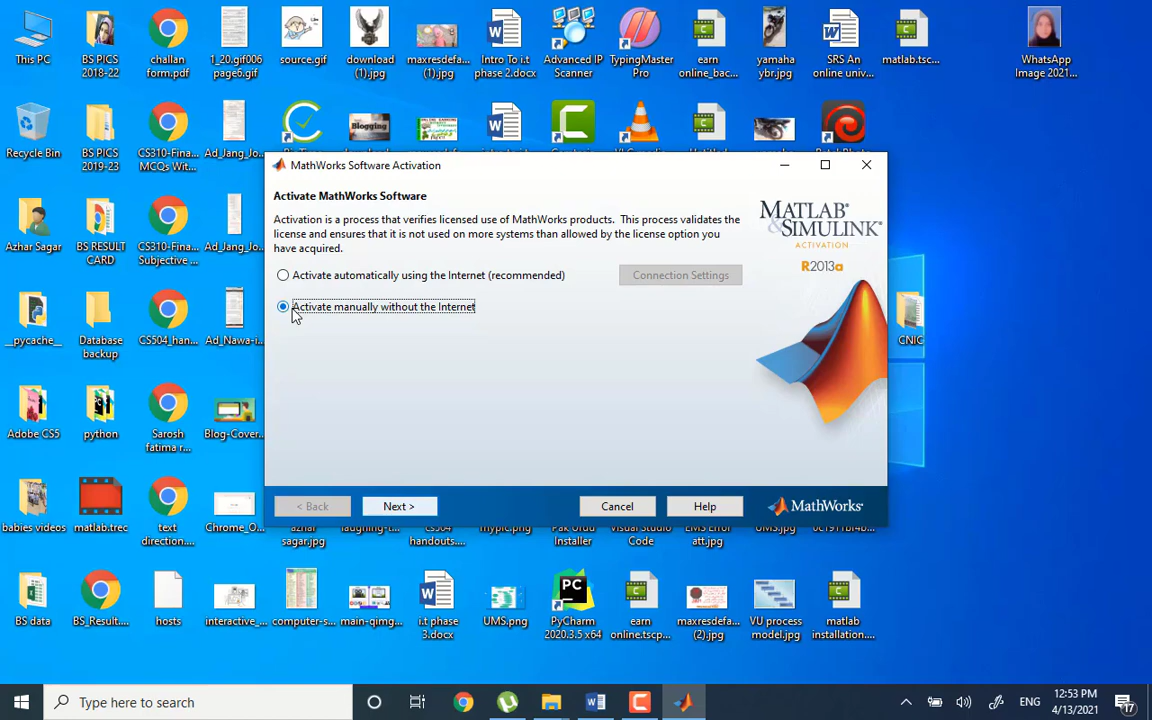 This PC
BS PICS
2018-22
challan
form.pdf
1_20.gif006
page6.gif
source.gif
download
(1).jpg
maxresdefa...
(1).jpg
Intro To i.t
phase 2.docx
Advanced IP
Scanner
TypingMaster
Pro
earn
online_bac...
yamaha
ybr.jpg
SRS An
online univ...
matlab.tsc...
WhatsApp
Image 2021...
Recycle Bin
BS PICS
2019-23
CS310-Fina...
MCQs Wit...
Ad_Jang_Jo...
Blogging
MathWorks Software Activation
Activate MathWorks Software
Activation is a process that verifies licensed use of MathWorks products. This process validates the
license and ensures that it is not used on more systems than allowed by the license option you
have acquired.
Activate automatically using the Internet (recommended)
Connection Settings
Activate manually without the Internet
MATLAB®
&SIMULINK®
ACTIVATION
R2013a
< Back
Next >
Cancel
Help
MathWorks®
Azhar Sagar
BS RESULT
CARD
CS310-Fina...
Subjective ...
Ad_Jang_Jo...
__pycache__
Database
backup
CS504_han...
Ad_Nawa-i...
CNIC
Adobe CS5
python
Sarosh
fatima r...
Blog-Cover...
babies videos
matlab.trec
text
direction....
Chrome_O...
azhar
sagar.jpg
laughing-t...
cs504
handouts....
mypic.png
Pak Urdu
Installer
Visual Studio
Code
LMS Error
att.jpg
UMS.jpg
BS data
BS_Result....
hosts
interactive_...
computer-s...
main-qimg...
i.t phase
3.docx
UMS.png
PC
PyCharm
2020.3.5 x64
earn
online.tscp...
maxresdefa...
(2).jpg
VU process
model.jpg
matlab
installation....
Type here to search
ENG
12:53 PM
4/13/2021
17